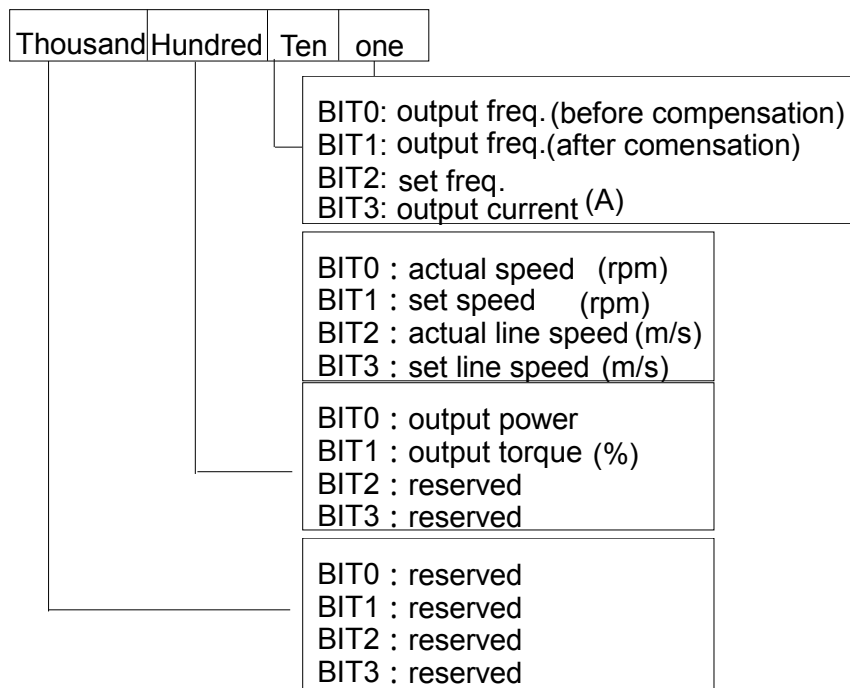 Thousand Hundred Ten one
BIT0: output freq. (before compensation)
BIT1: output freq.(after comensation)
BIT2: set freq.
BIT3: output current (A)
BIT0 : actual speed (rpm)
BIT1 : set speed (rpm)
BIT2 : actual line speed (m/s)
BIT3 : set line speed (m/s)
BIT0 : output power
BIT1 : output torque (%)
BIT2 : reserved
BIT3 : reserved
BIT0 : reserved
BIT1 : reserved
BIT2 : reserved
BIT3 : reserved